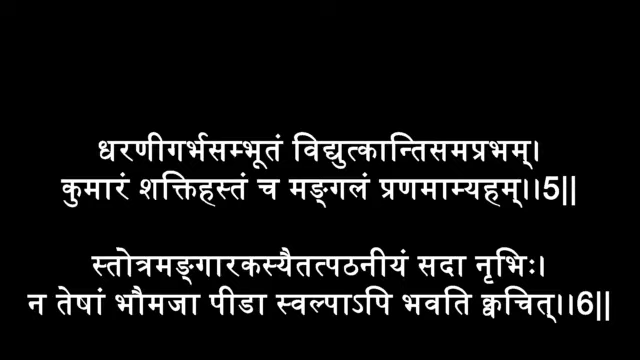 धरणीगर्भसम्भूतं विद्युत्कान्तिसमप्रभम्।
कुमारं शक्तिहस्तं च मङ्गलं प्रणमाम्यहम्।।5||
स्तोत्रमङ्गारकस्यैतत्पठनीयं सदा नृभिः।
न तेषां भौमजा पीडा स्वल्पाऽपि भवति क्वचित्।।6||